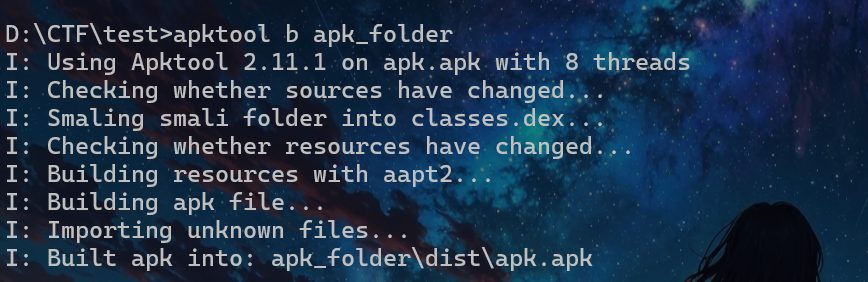 D:\CTF\test>apktool b apk_folder
I: Using Apktool 2.11.1 on apk.apk with 8 threads
I: Checking whether sources have changed...
I: Smaling smali folder into classes.dex...
I: Checking whether resources have changed...
I: Building resources with aapt2...
I: Building apk file...
I: Importing unknown files...
I: Built apk into: apk_folder\dist\apk.apk